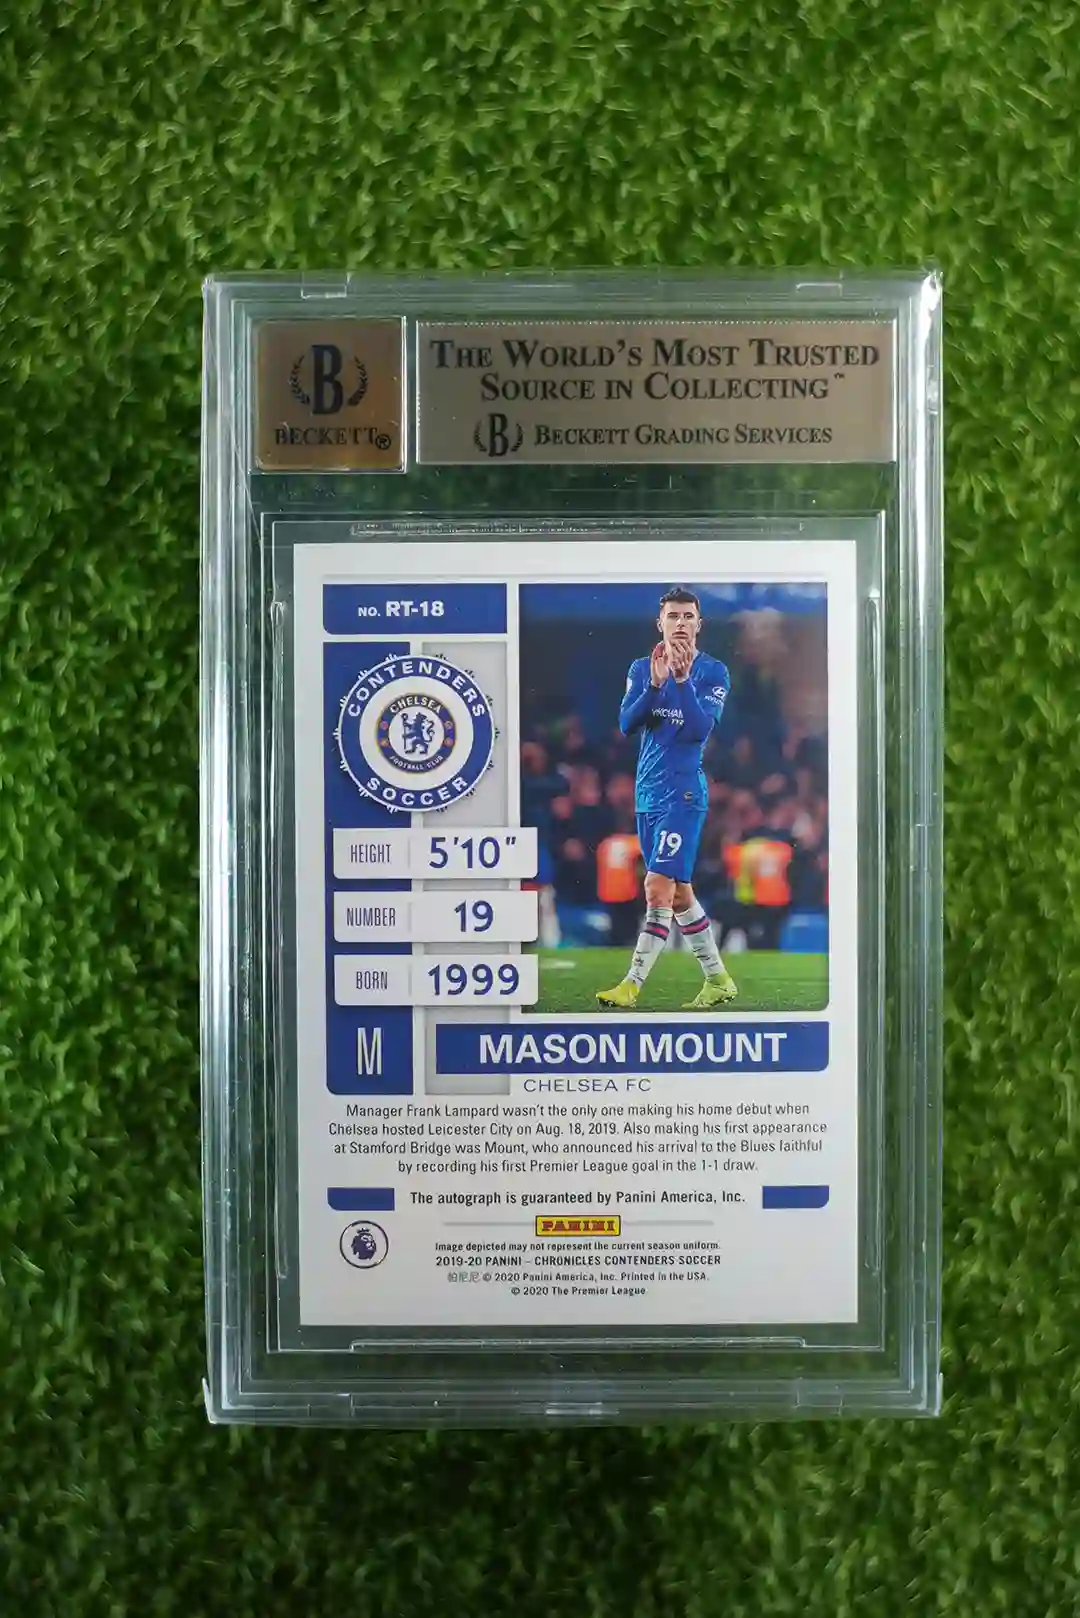 B
BECKETT®
THE WORLD'S MOST TRUSTED
SOURCE IN COLLECTING™
B BECKETT GRADING SERVICES
NO. RT-18
CONTENDERS
CHELSEA
FOOTBALL CLUB
SOCCER
HEIGHT 5'10"
NUMBER 19
BORN 1999
M
YOKOHAMA
HYUNDAI
19
MASON MOUNT
CHELSEA FC
Manager Frank Lampard wasn't the only one making his home debut when
Chelsea hosted Leicester City on Aug. 18, 2019. Also making his first appearance
at Stamford Bridge was Mount, who announced his arrival to the Blues faithful
by recording his first Premier League goal in the 1-1 draw.
The autograph is guaranteed by Panini America, Inc.
PANINI
Image depicted may not represent the current season uniform.
2019-20 PANINI - CHRONICLES CONTENDERS SOCCER
帕尼尼 © 2020 Panini America, Inc. Printed in the USA.
© 2020 The Premier League